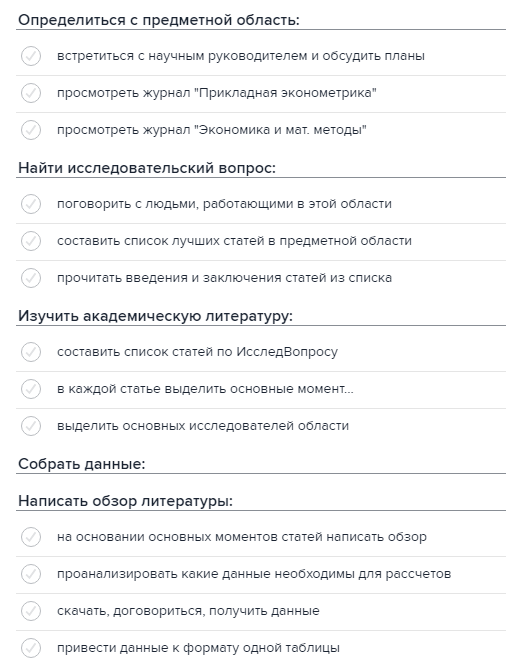 Определиться с предметной область:
встретиться с научным руководителем и обсудить планы
просмотреть журнал "Прикладная эконометрика"
просмотреть журнал "Экономика и мат. методы"
Найти исследовательский вопрос:
поговорить с людьми, работающими в этой области
составить список лучших статей в предметной области
прочитать введения и заключения статей из списка
Изучить академическую литературу:
составить список статей по ИсследВопросу
в каждой статье выделить основные момент...
выделить основных исследователей области
Собрать данные:
Написать обзор литературы:
на основании основных моментов статей написать обзор
проанализировать какие данные необходимы для рассчетов
скачать, договориться, получить данные
привести данные к формату одной таблицы